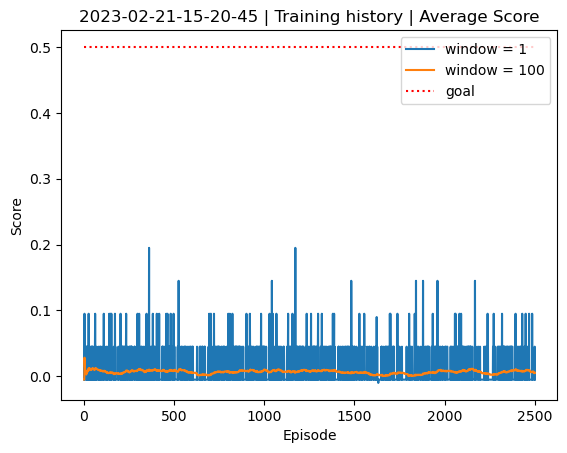 2023-02-21-15-20-45 | Training history | Average Score
0.5
0.4
0.3
0.2
0.1
0.0
Score
window = 1
window = 100
goal
0
500
1000
1500
2000
2500
Episode